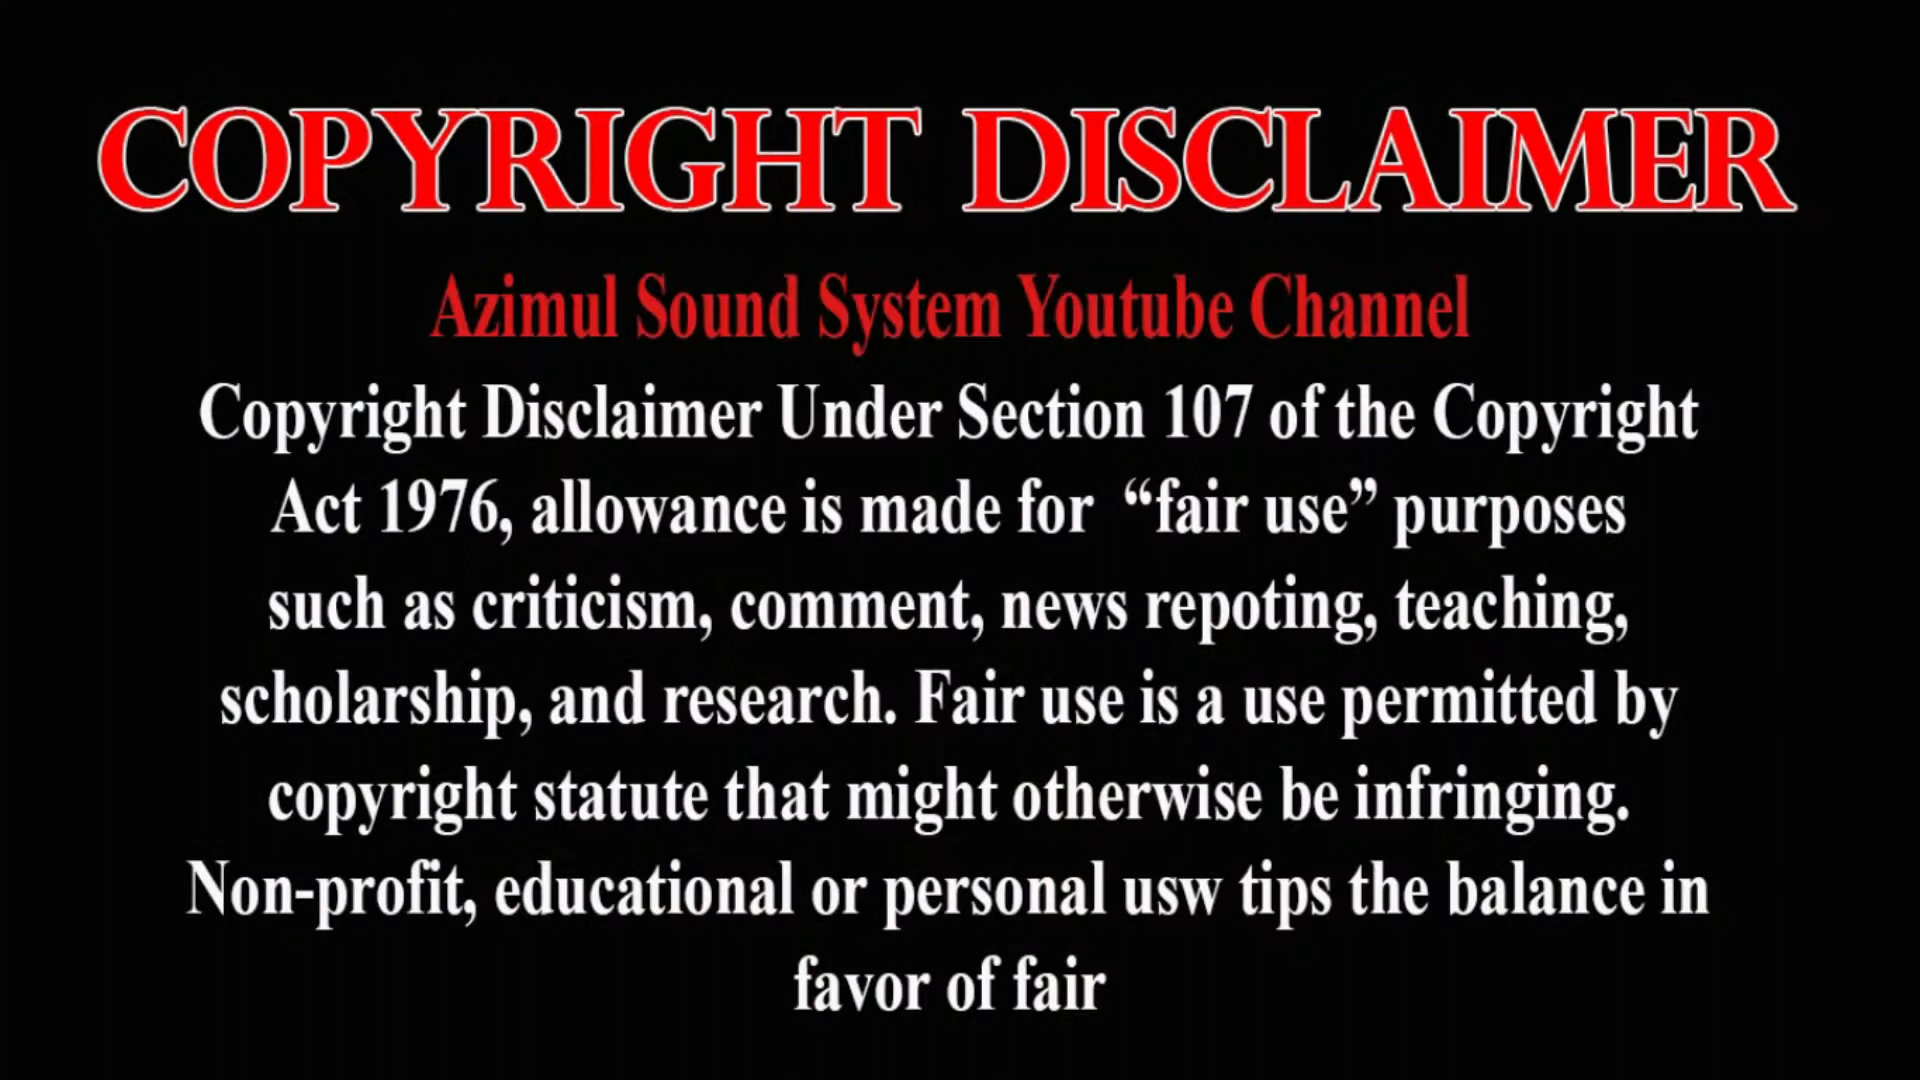 COPYRIGHT DISCLAIMER
Azimul Sound System Youtube Channel
Copyright Disclaimer Under Section 107 of the Copyright
Act 1976, allowance is made for “fair use” purposes
such as criticism, comment, news repoting, teaching,
scholarship, and research. Fair use is a use permitted by
copyright statute that might otherwise be infringing.
Non-profit, educational or personal usw tips the balance in
favor of fair